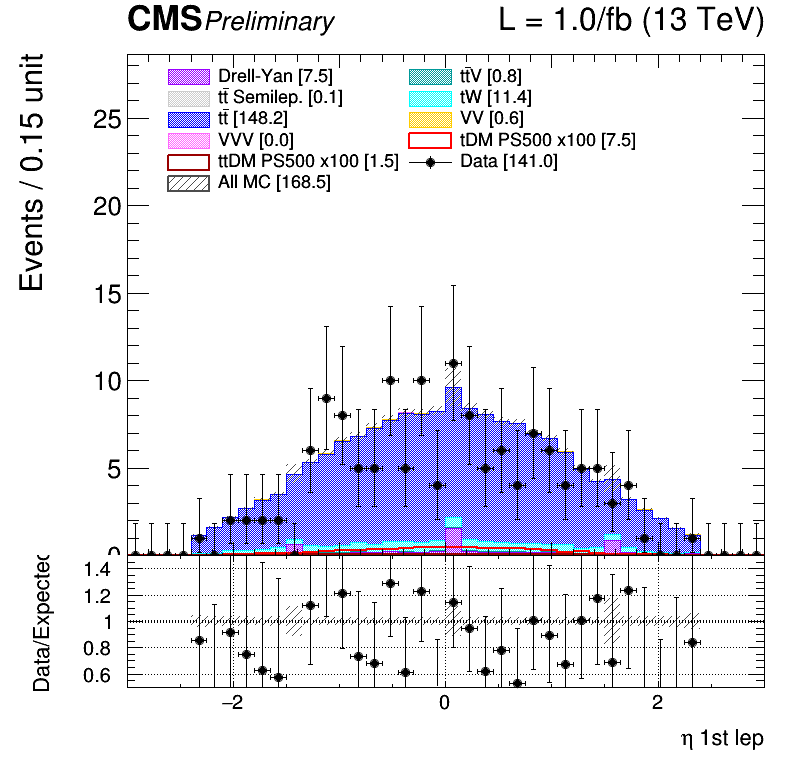 CMS Preliminary L = 1.0/fb (13 TeV)
Drell-Yan [7.5] tt̄V [0.8]
tt̄ Semilep. [0.1] tW [11.4]
tt̄ [148.2] VV [0.6]
VVV [0.0] tDM PS500 x100 [7.5]
ttDM PS500 x100 [1.5] Data [141.0]
All MC [168.5]
Events / 0.15 unit
25
20
15
10
5
0
Data/Expected
1.4
1.2
1
0.8
0.6
−2 0 2
η 1st lep